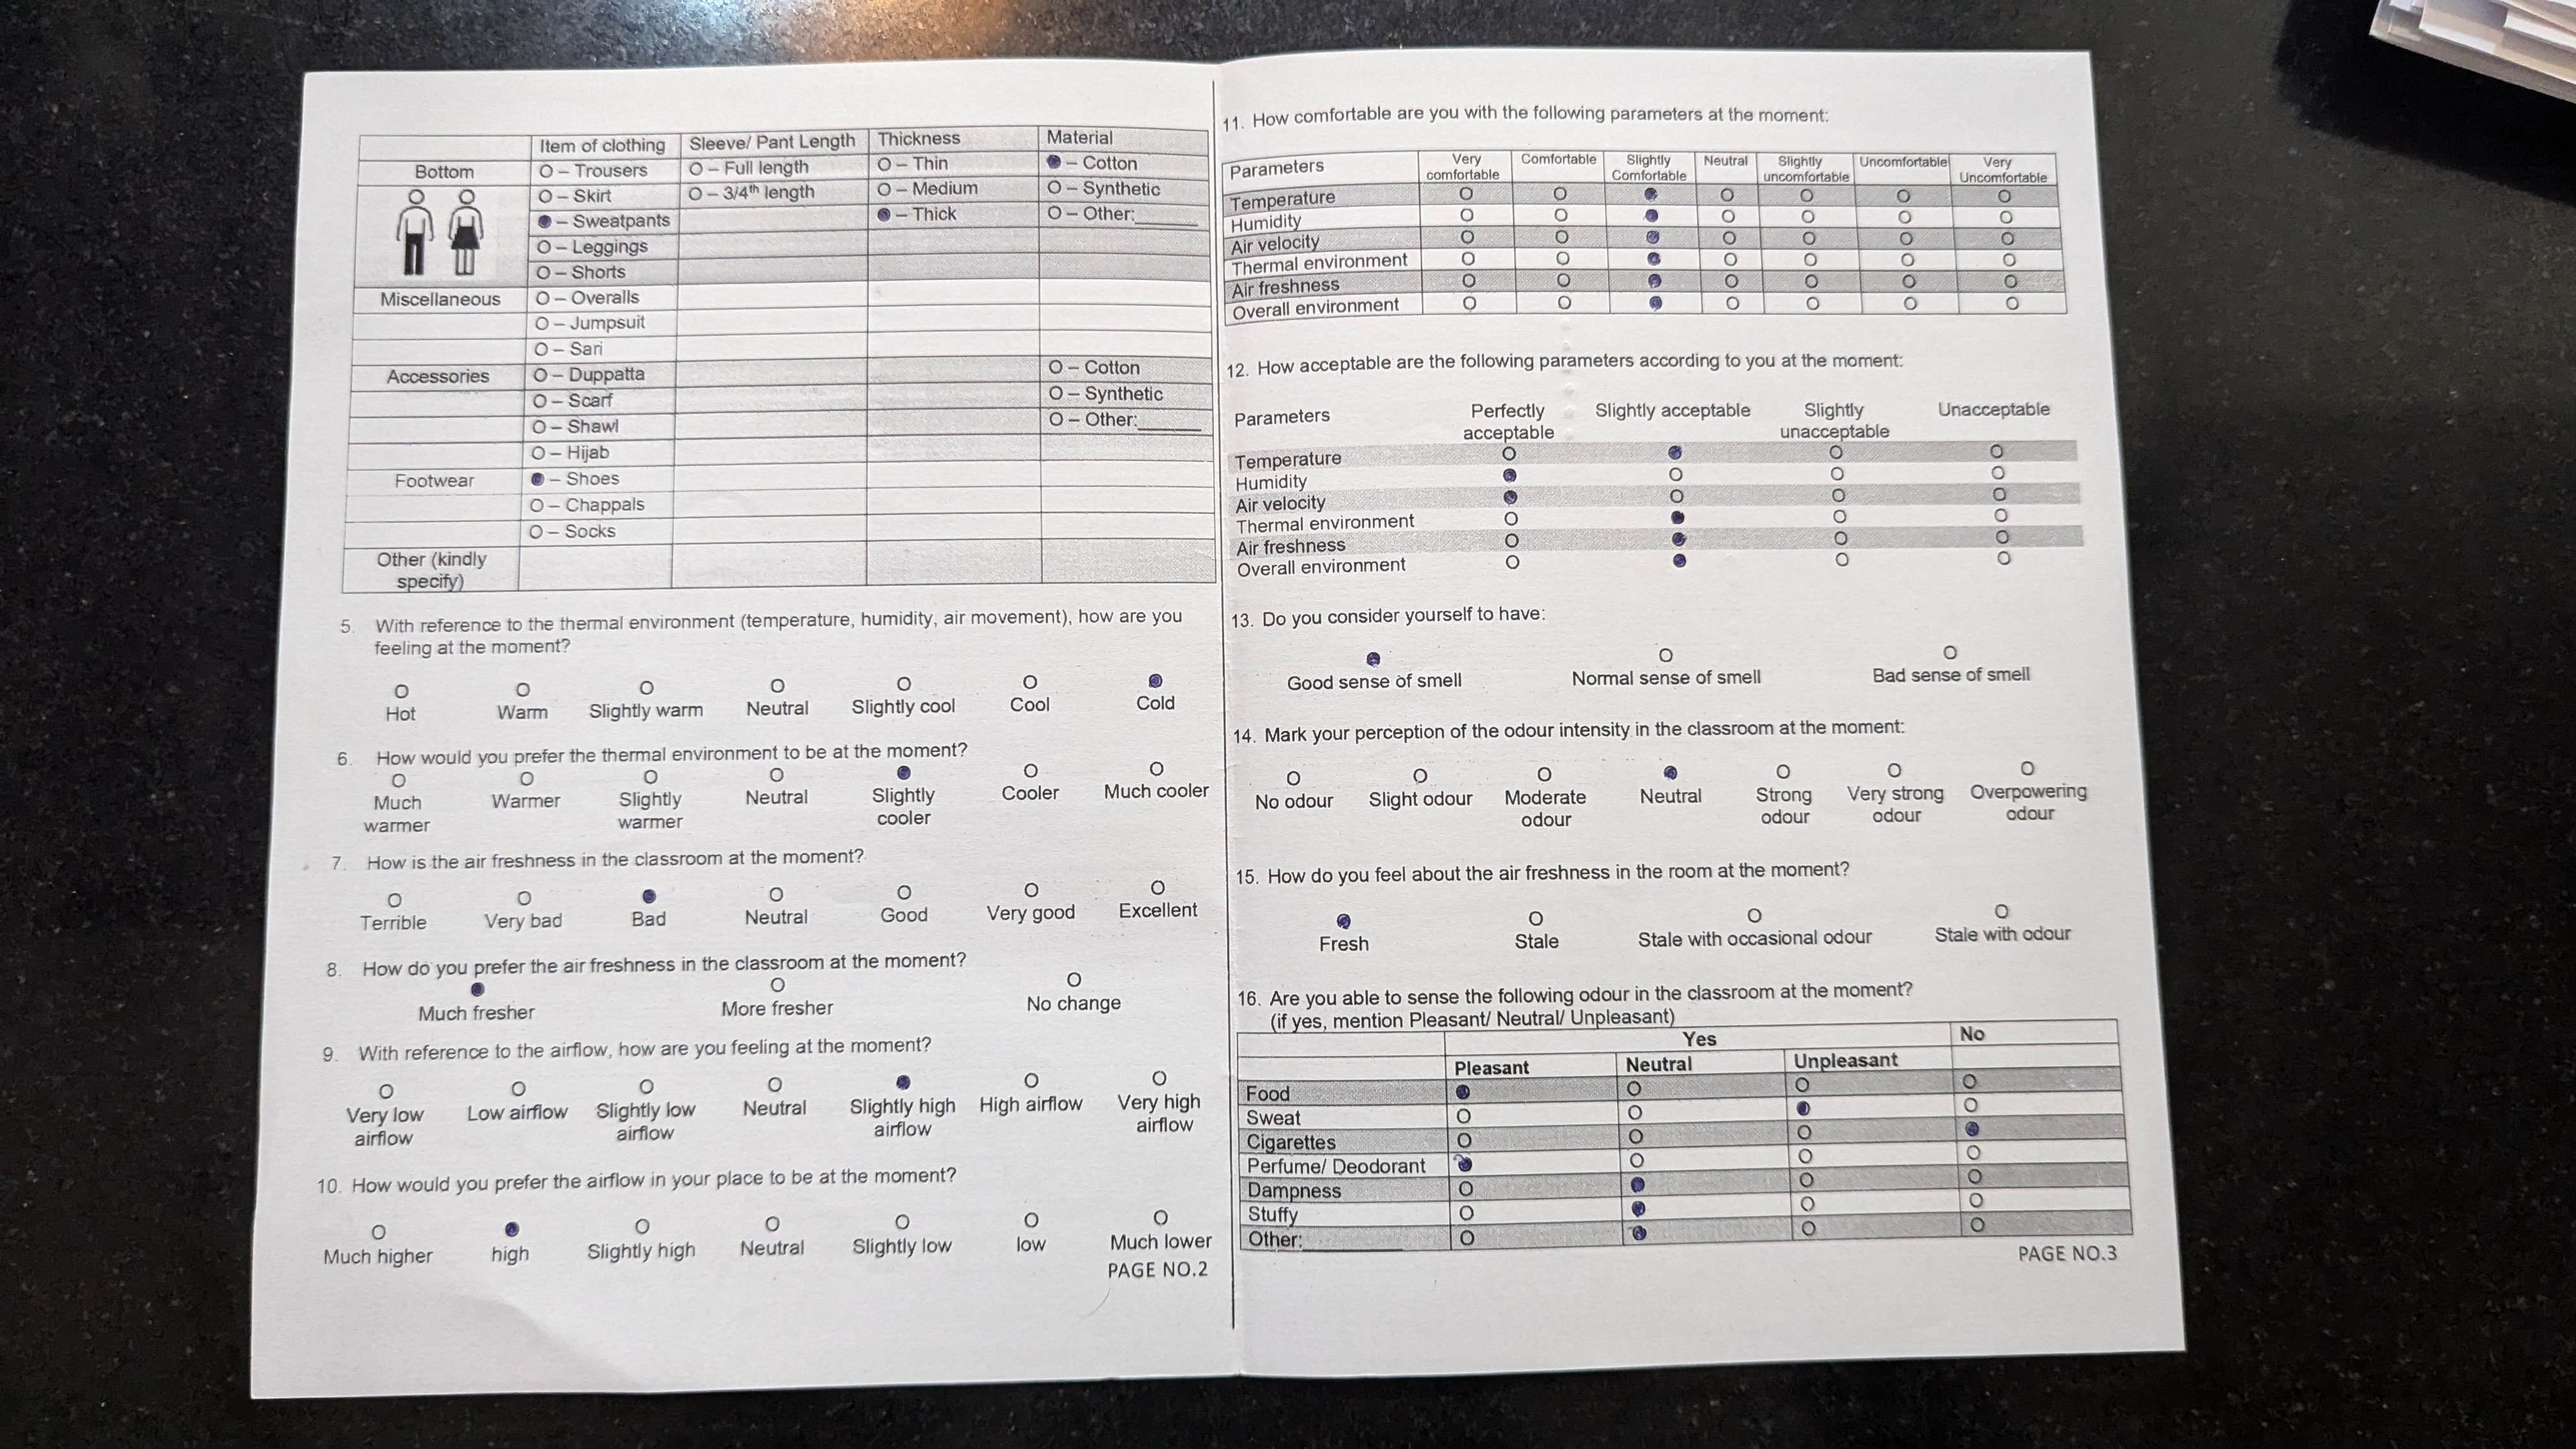 Item of clothing Sleeve/ Pant Length Thickness Material
Bottom O – Trousers O – Full length O – Thin ● – Cotton
O – Skirt O – 3/4th length O – Medium O – Synthetic
● – Sweatpants ● – Thick O – Other:______
O – Leggings
O – Shorts
Miscellaneous O – Overalls
O – Jumpsuit
O – Sari
Accessories O – Duppatta O – Cotton
O – Scarf O – Synthetic
O – Shawl O – Other:______
O – Hijab
Footwear ● – Shoes
O – Chappals
O – Socks
Other (kindly
specify)
5. With reference to the thermal environment (temperature, humidity, air movement), how are you
feeling at the moment?
O O O O O O ●
Hot Warm Slightly warm Neutral Slightly cool Cool Cold
6. How would you prefer the thermal environment to be at the moment?
O O O O ● O O
Much Warmer Slightly Neutral Slightly Cooler Much cooler
warmer warmer cooler
7. How is the air freshness in the classroom at the moment?
O O ● O O O O
Terrible Very bad Bad Neutral Good Very good Excellent
8. How do you prefer the air freshness in the classroom at the moment?
● O O
Much fresher More fresher No change
9. With reference to the airflow, how are you feeling at the moment?
O O O O ● O O
Very low Low airflow Slightly low Neutral Slightly high High airflow Very high
airflow airflow airflow airflow
10. How would you prefer the airflow in your place to be at the moment?
O ● O O O O O
Much higher high Slightly high Neutral Slightly low low Much lower
PAGE NO.2
11. How comfortable are you with the following parameters at the moment:
Parameters Very Comfortable Slightly Neutral Slightly Uncomfortable Very
comfortable Comfortable uncomfortable Uncomfortable
Temperature O O ● O O O O
Humidity O O ● O O O O
Air velocity O O ● O O O O
Thermal environment O O ● O O O O
Air freshness O O ● O O O O
Overall environment O O ● O O O O
12. How acceptable are the following parameters according to you at the moment:
Parameters Perfectly Slightly acceptable Slightly Unacceptable
acceptable unacceptable
Temperature O ● O O
Humidity ● O O O
Air velocity ● O O O
Thermal environment O ● O O
Air freshness O ● O O
Overall environment O ● O O
13. Do you consider yourself to have:
● O O
Good sense of smell Normal sense of smell Bad sense of smell
14. Mark your perception of the odour intensity in the classroom at the moment:
O O O ● O O O
No odour Slight odour Moderate Neutral Strong Very strong Overpowering
odour odour odour odour
15. How do you feel about the air freshness in the room at the moment?
● O O O
Fresh Stale Stale with occasional odour Stale with odour
16. Are you able to sense the following odour in the classroom at the moment?
(if yes, mention Pleasant/ Neutral/ Unpleasant)
Yes No
Pleasant Neutral Unpleasant
Food ● O O O
Sweat O O ● O
Cigarettes O O O ●
Perfume/ Deodorant ● O O O
Dampness O ● O O
Stuffy O ● O O
Other:__________ O ● O O
PAGE NO.3